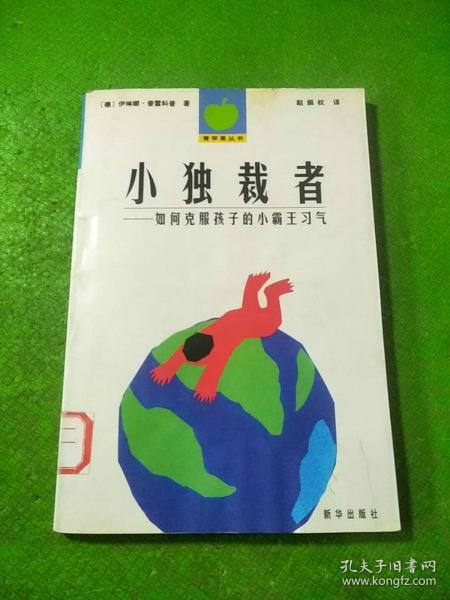 〔德〕伊琳娜·普雷科普 著
赵振权 译
青苹果丛书
小独裁者
——如何克服孩子的小霸王习气
新华出版社
孔夫子旧书网
www.kongfz.com